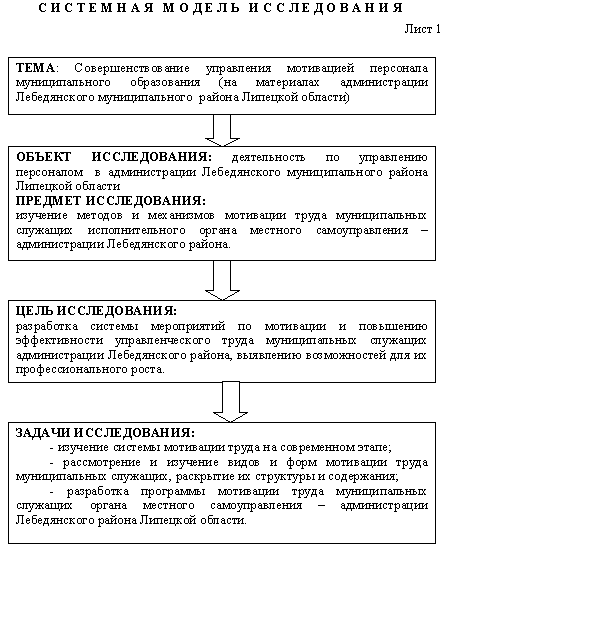 СИСТЕМНАЯ МОДЕЛЬ ИССЛЕДОВАНИЯ
Лист 1
ТЕМА: Совершенствование управления мотивацией персонала
муниципального образования (на материалах администрации
Лебедянского муниципального района Липецкой области)
ОБЪЕКТ ИССЛЕДОВАНИЯ: деятельность по управлению
персоналом в администрации Лебедянского муниципального района
Липецкой области
ПРЕДМЕТ ИССЛЕДОВАНИЯ:
изучение методов и механизмов мотивации труда муниципальных
служащих исполнительного органа местного самоуправления –
администрации Лебедянского района.
ЦЕЛЬ ИССЛЕДОВАНИЯ:
разработка системы мероприятий по мотивации и повышению
эффективности управленческого труда муниципальных служащих
администрации Лебедянского района, выявлению возможностей для их
профессионального роста.
ЗАДАЧИ ИССЛЕДОВАНИЯ:
- изучение системы мотивации труда на современном этапе;
- рассмотрение и изучение видов и форм мотивации труда
муниципальных служащих, раскрытие их структуры и содержания;
- разработка программы мотивации труда муниципальных
служащих органа местного самоуправления – администрации
Лебедянского района Липецкой области.